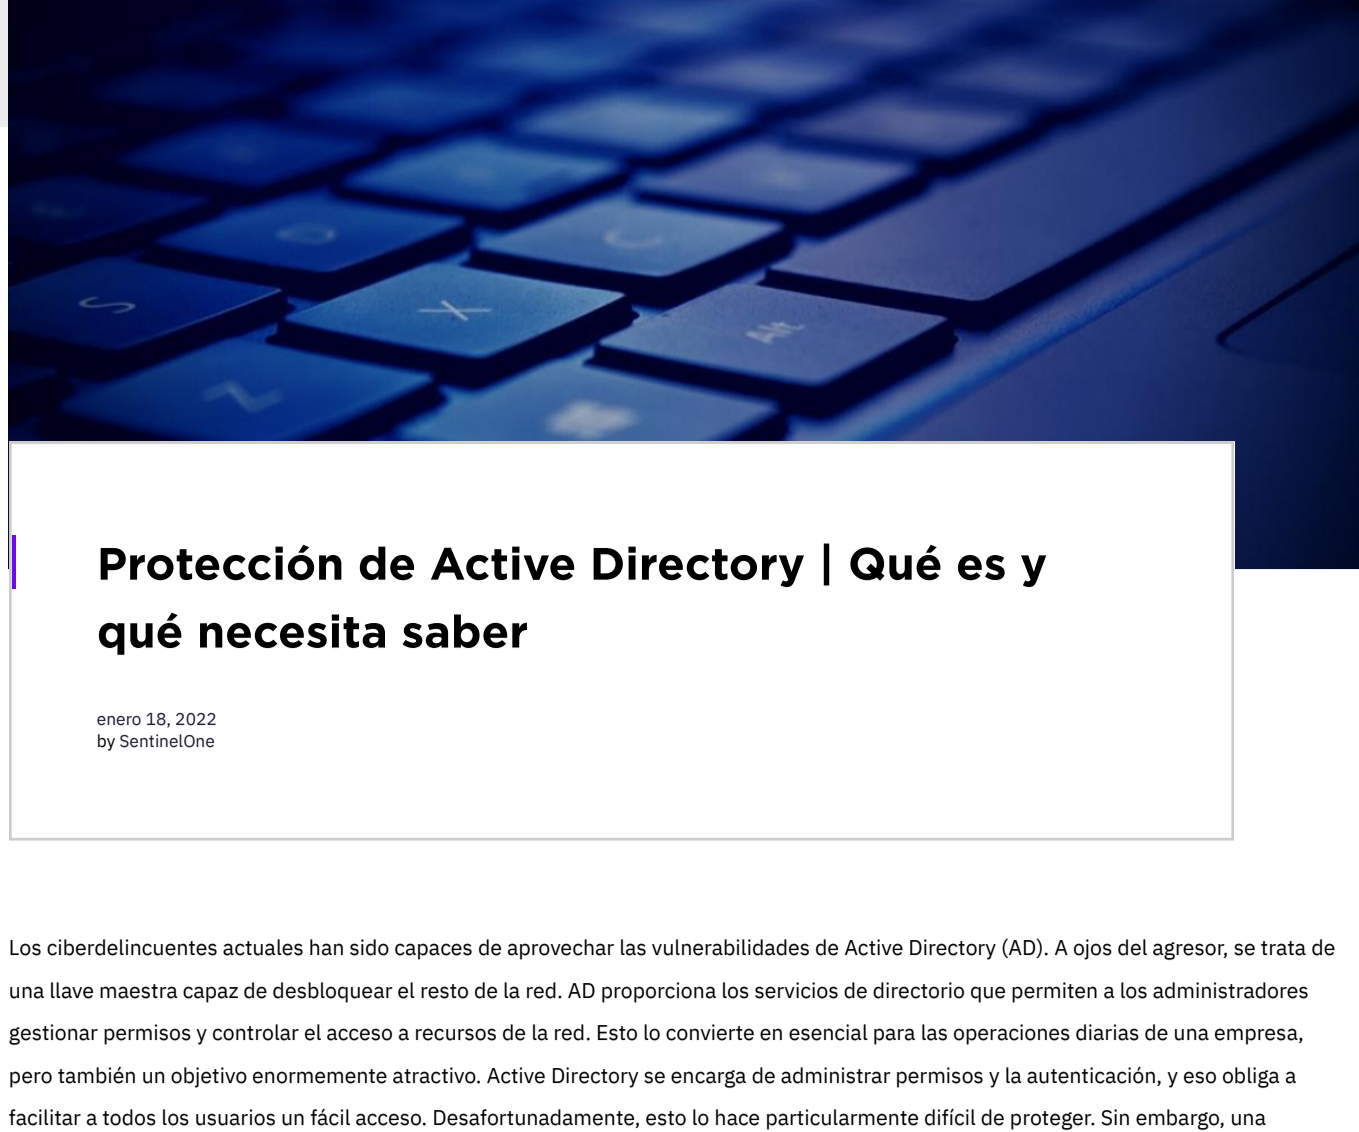 S
X
Alt
Z
Protección de Active Directory | Qué es y
qué necesita saber
enero 18, 2022
by SentinelOne
Los ciberdelincuentes actuales han sido capaces de aprovechar las vulnerabilidades de Active Directory (AD). A ojos del agresor, se trata de
una llave maestra capaz de desbloquear el resto de la red. AD proporciona los servicios de directorio que permiten a los administradores
gestionar permisos y controlar el acceso a recursos de la red. Esto lo convierte en esencial para las operaciones diarias de una empresa,
pero también un objetivo enormemente atractivo. Active Directory se encarga de administrar permisos y la autenticación, y eso obliga a
facilitar a todos los usuarios un fácil acceso. Desafortunadamente, esto lo hace particularmente difícil de proteger. Sin embargo, una